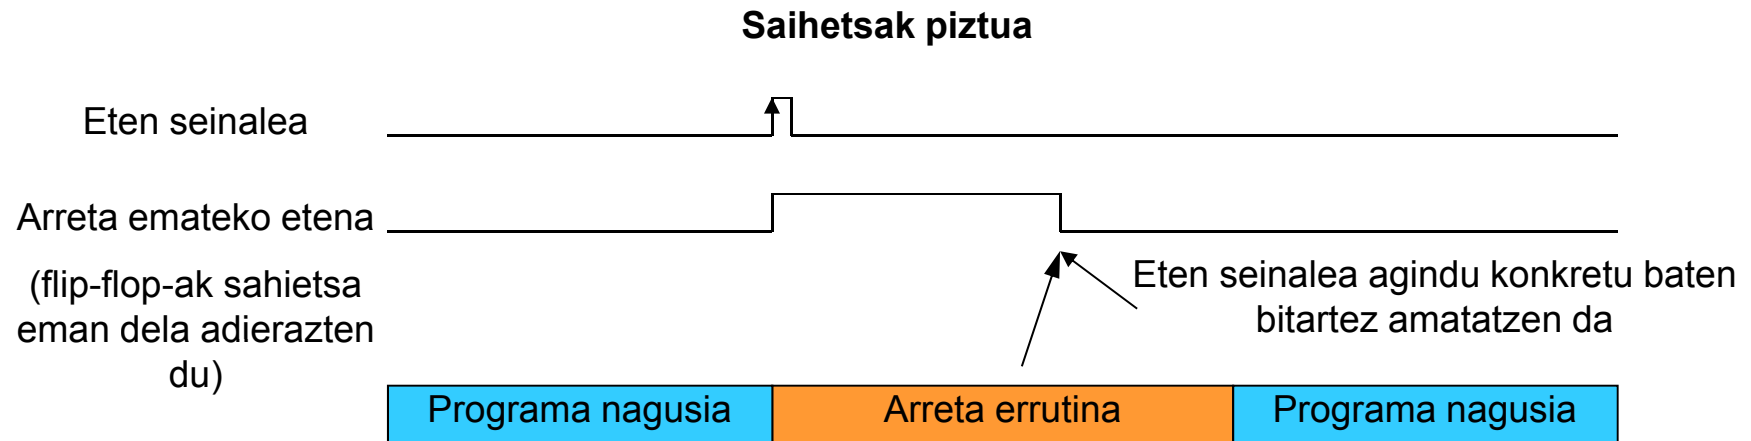 Saihetsak piztua
Eten seinalea
Arreta emateko etena
(flip-flop-ak sahietsa
eman dela adierazten
du)
Eten seinalea agindu konkretu baten
bitartez amatatzen da
Programa nagusia
Arreta errutina
Programa nagusia